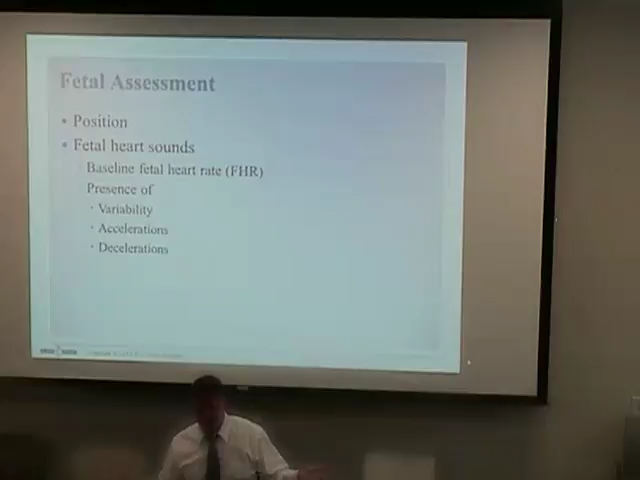 Fetal Assessment
• Position
• Fetal heart sounds
Baseline fetal heart rate (FHR)
Presence of
• Variability
• Accelerations
• Decelerations